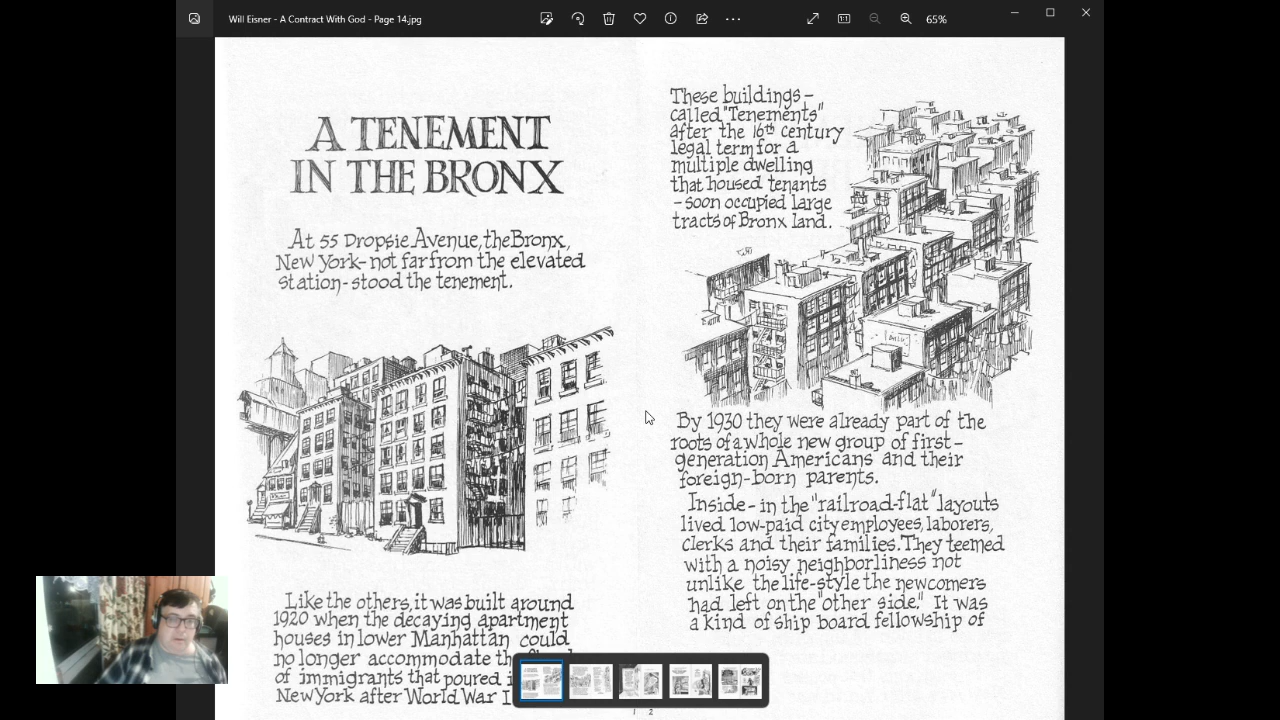 Will Eisner - A Contract With God - Page 14.jpg
65%
A TENEMENT
IN THE BRONX
At 55 Dropsie Avenue, the Bronx,
New York - not far from the elevated
Station - stood the tenement.
Like the others, it was built around
1920 when the decaying apartment
houses in lower Manhattan could
no longer accommodate
of immigrants that poured
New York after World War I
These buildings -
called "Tenements"
after the 16th century
legal term for a
multiple dwelling
that housed tenants
- soon occupied large
tracts of Bronx land.
By 1930 they were already part of the
roots of a whole new group of first-
generation Americans and their
foreign-born parents.
Inside - in the "railroad-flat" layouts
lived low-paid city employees, laborers,
clerks and their families. They teemed
with a noisy neighborliness not
unlike the life-style the newcomers
had left on the "other side." It was
a kind of ship board fellowship of
1 2